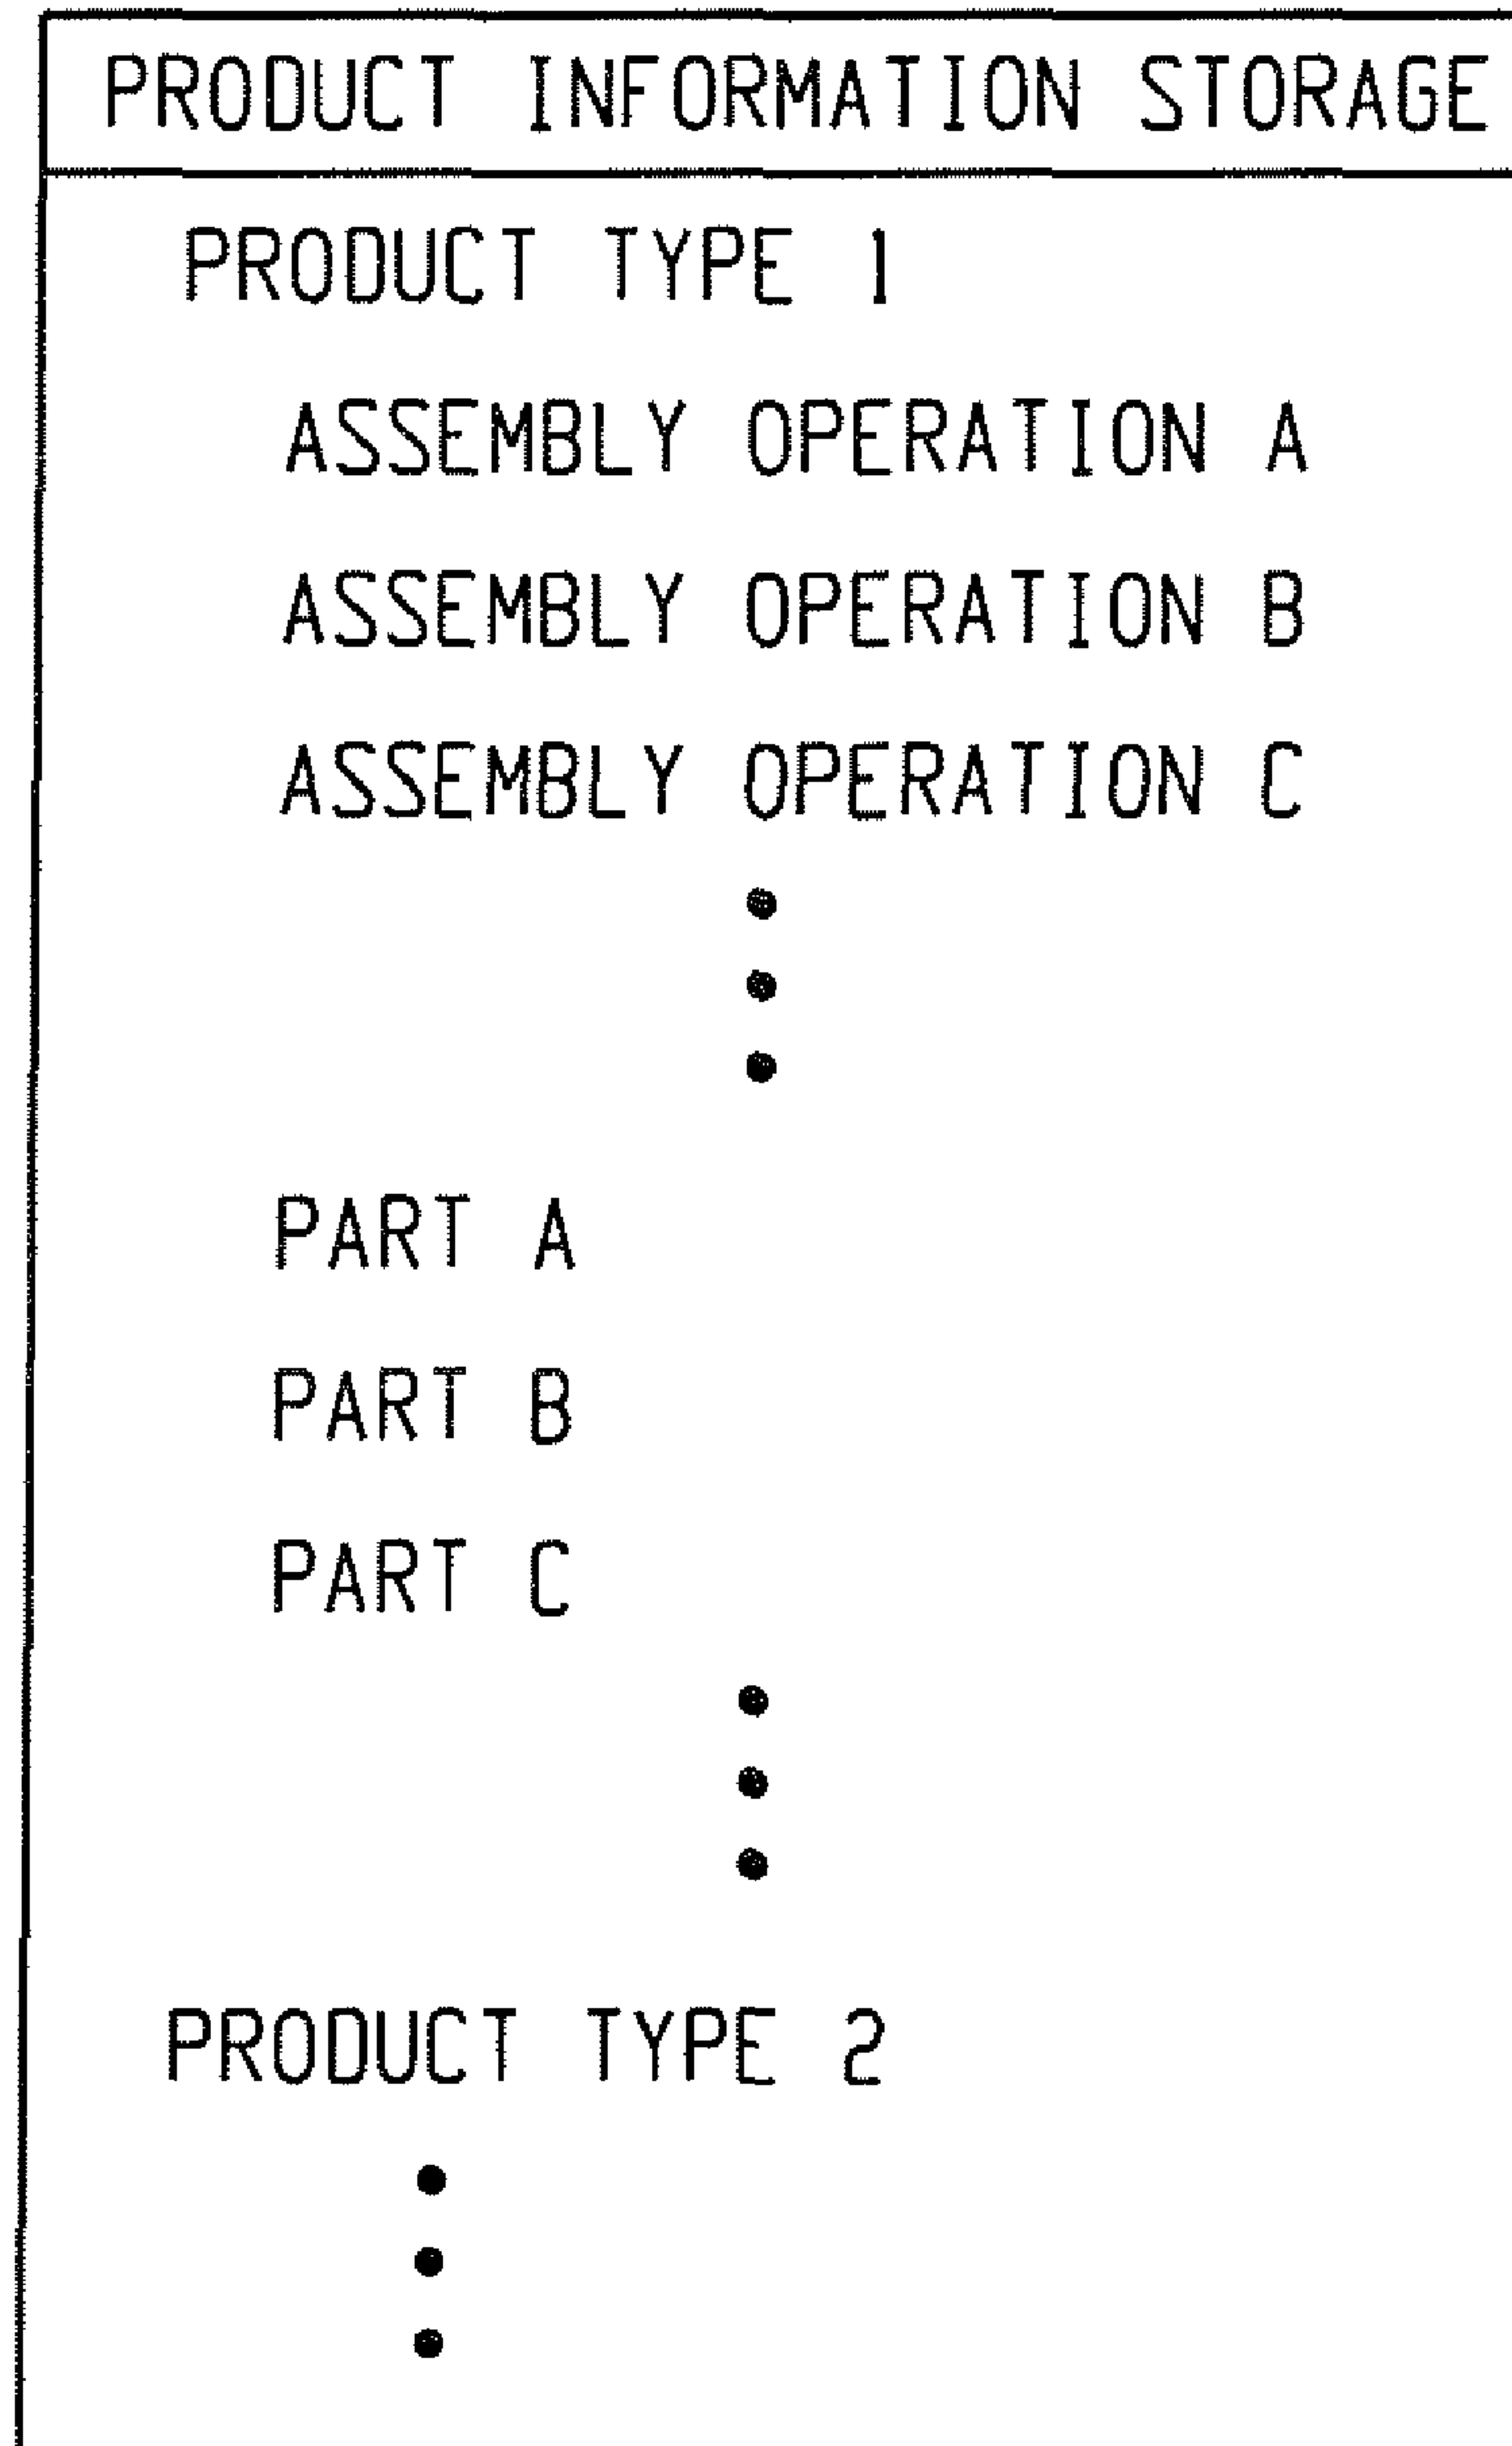 PRODUCT INFORMATION STORAGE
PRODUCT TYPE 1
ASSEMBLY OPERATION A
ASSEMBLY OPERATION B
ASSEMBLY OPERATION C
PART A
PART B
PART C
PRODUCT TYPE 2